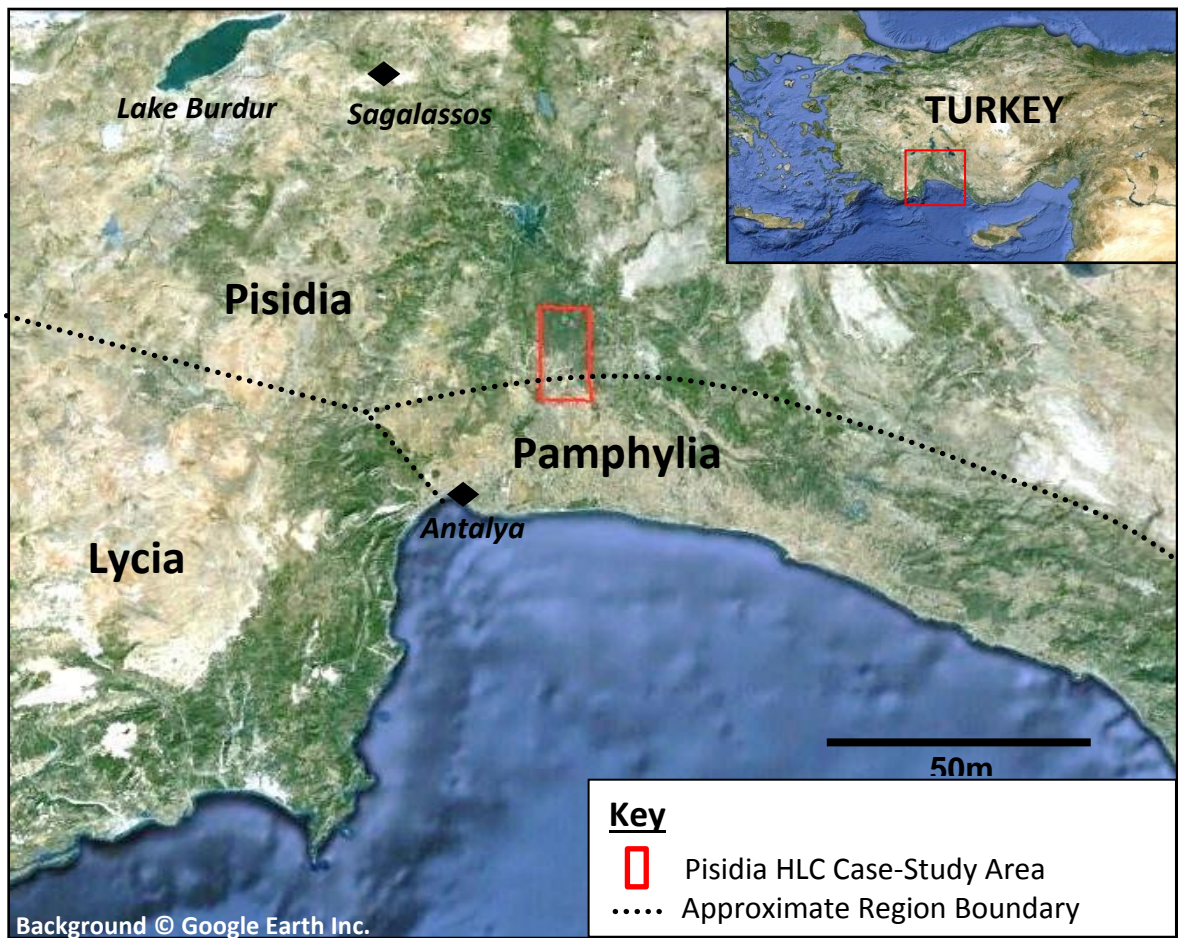 TURKEY
Lake Burdur
Sagalassos
Pisidia
Pamphylia
Antalya
Lycia
50m
Key
Pisidia HLC Case-Study Area
Approximate Region Boundary
Background © Google Earth Inc.